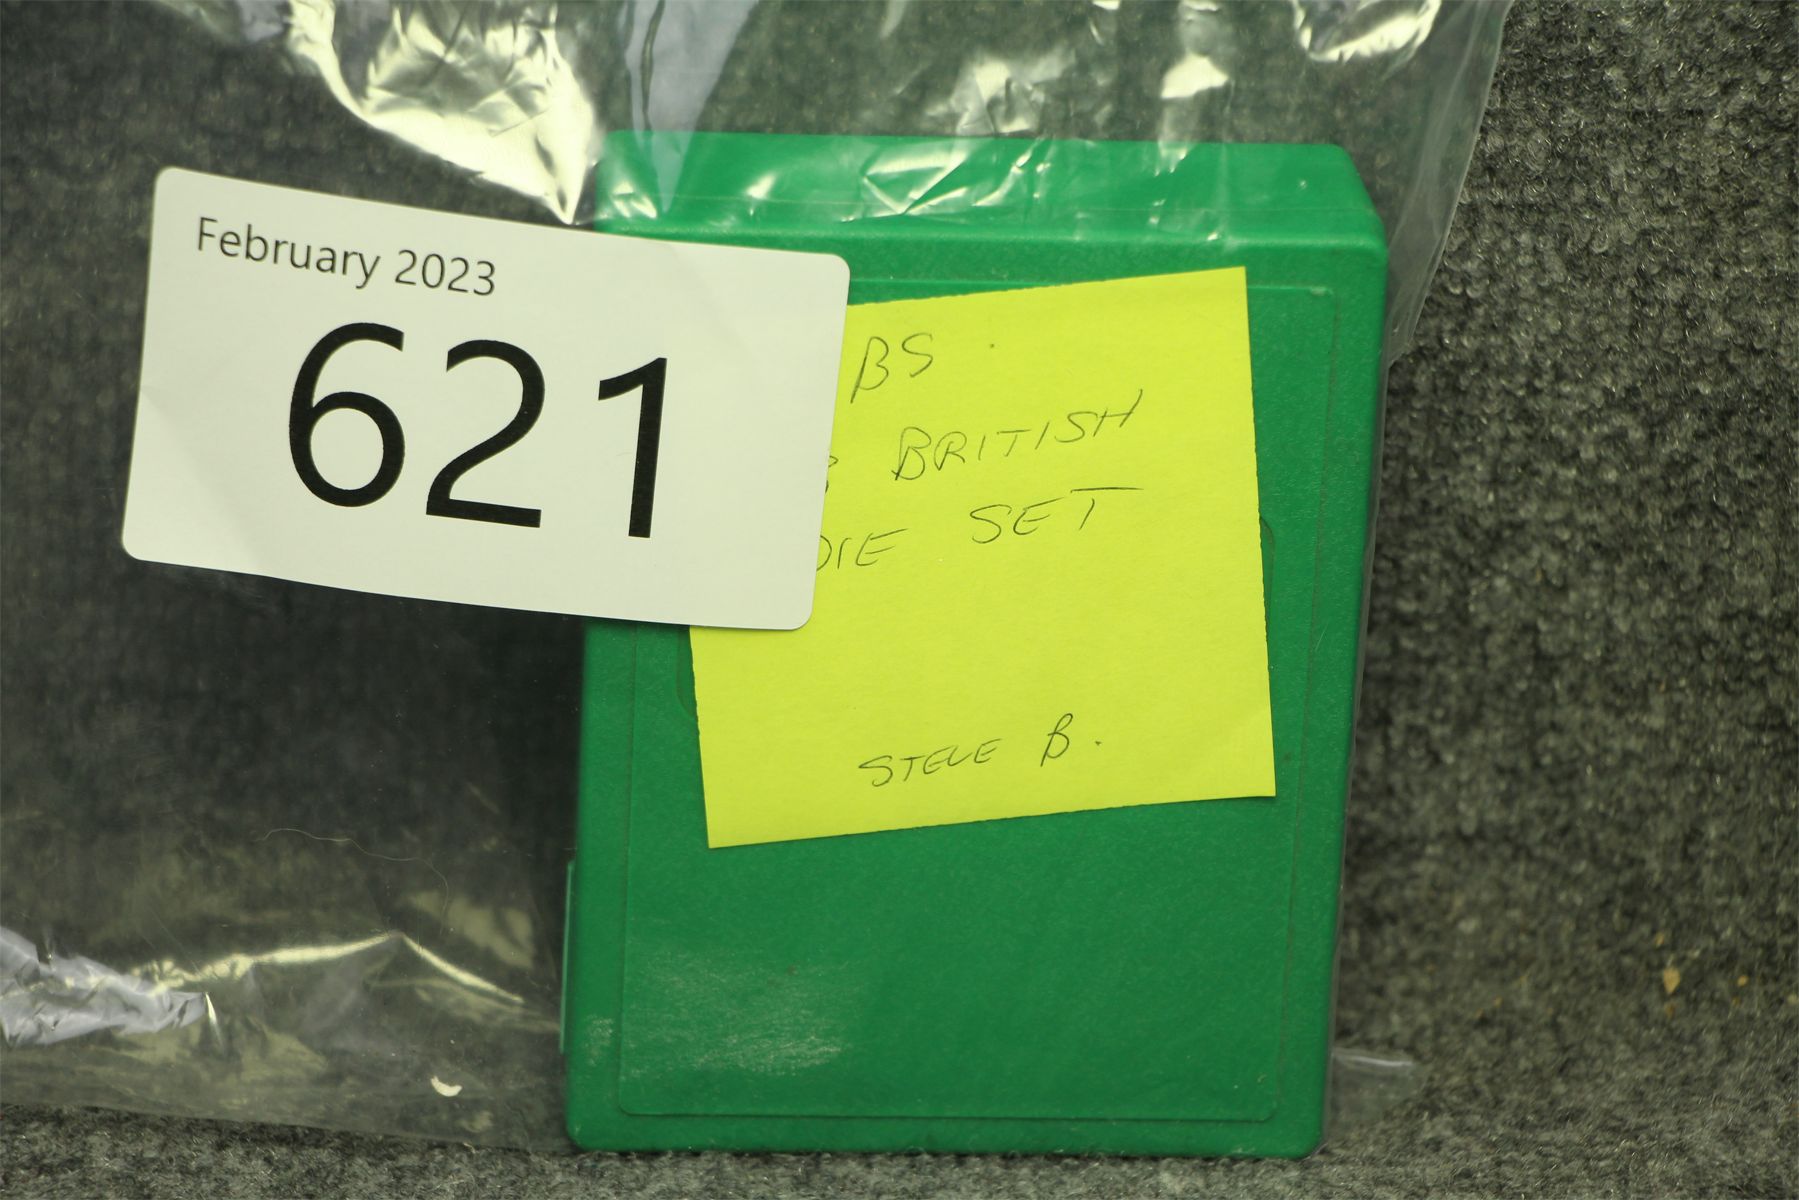 February 2023
621
BS.
BRITISH
DIE SET
STEVE B.